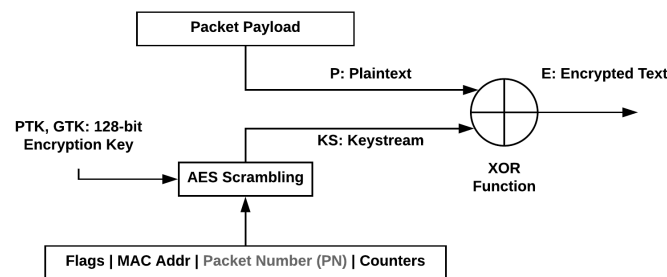 Packet Payload
P: Plaintext
E: Encrypted Text
PTK, GTK: 128-bit
Encryption Key
KS: Keystream
AES Scrambling
XOR
Function
Flags | MAC Addr | Packet Number (PN) | Counters